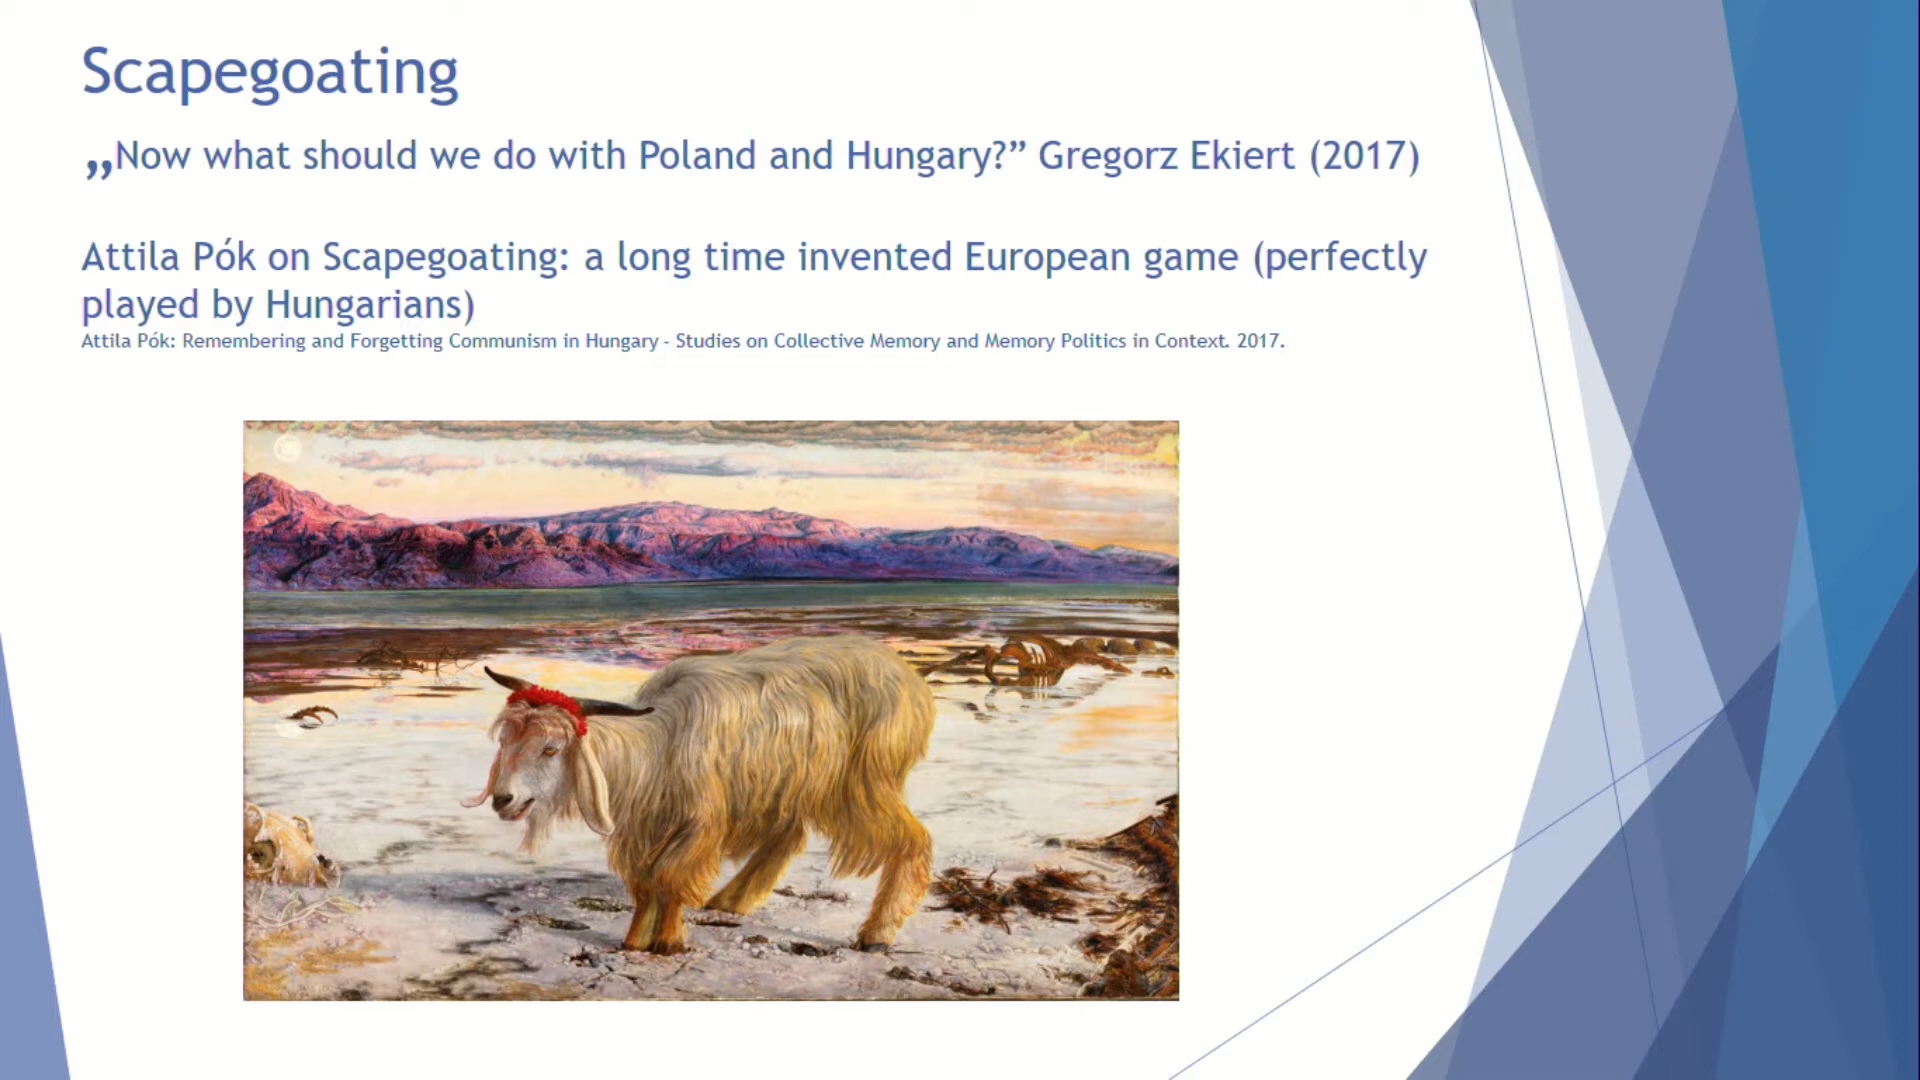 Scapegoating
„Now what should we do with Poland and Hungary?” Gregorz Ekiert (2017)
Attila Pók on Scapegoating: a long time invented European game (perfectly
played by Hungarians)
Attila Pók: Remembering and Forgetting Communism in Hungary - Studies on Collective Memory and Memory Politics in Context. 2017.